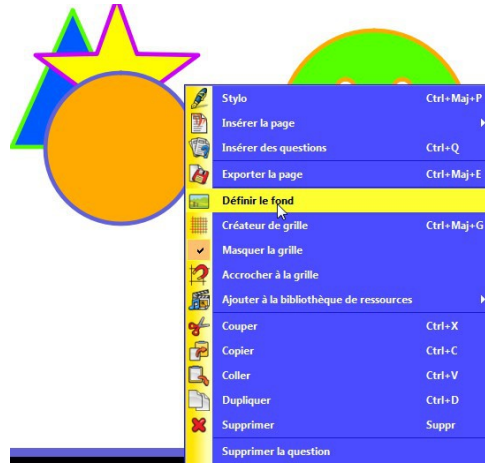 Stylo Ctrl+Maj+P
Insérer la page
Insérer des questions Ctrl+Q
Exporter la page Ctrl+Maj+E
Définir le fond
Créateur de grille Ctrl+Maj+G
Masquer la grille
Accrocher à la grille
Ajouter à la bibliothèque de ressources
Couper Ctrl+X
Copier Ctrl+C
Coller Ctrl+V
Dupliquer Ctrl+D
Supprimer Suppr
Supprimer la question